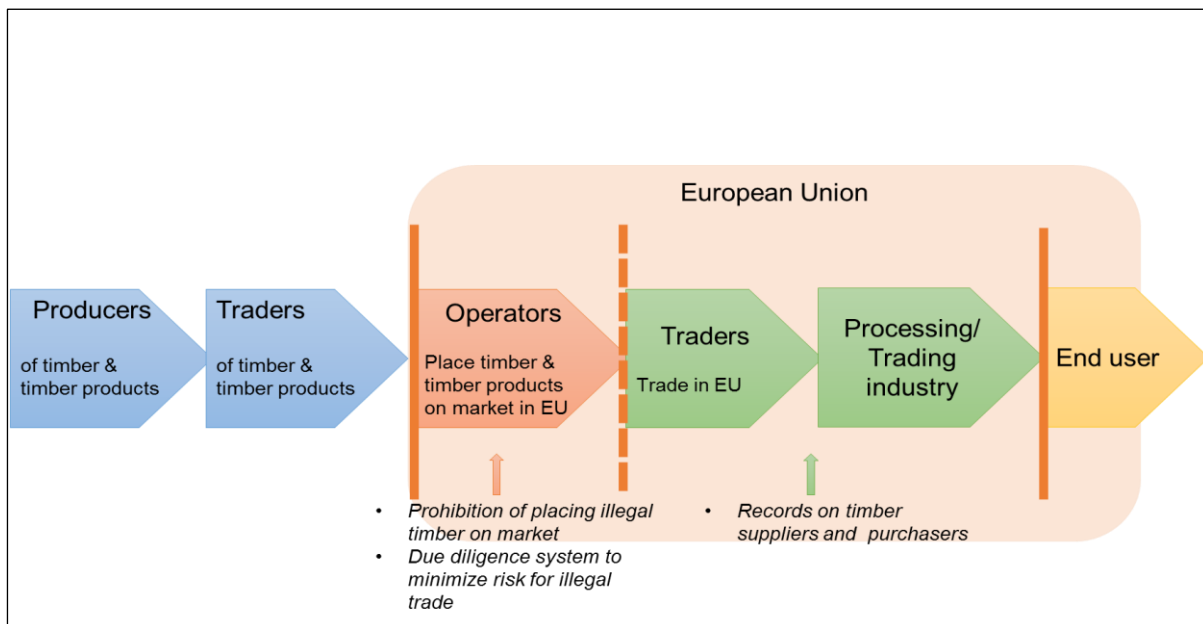 European Union
Producers
of timber &
timber products
Traders
of timber &
timber products
Operators
Place timber &
timber products
on market in EU
Traders
Trade in EU
Processing/
Trading
industry
End user
• Prohibition of placing illegal
timber on market
• Due diligence system to
minimize risk for illegal
trade
• Records on timber
suppliers and purchasers